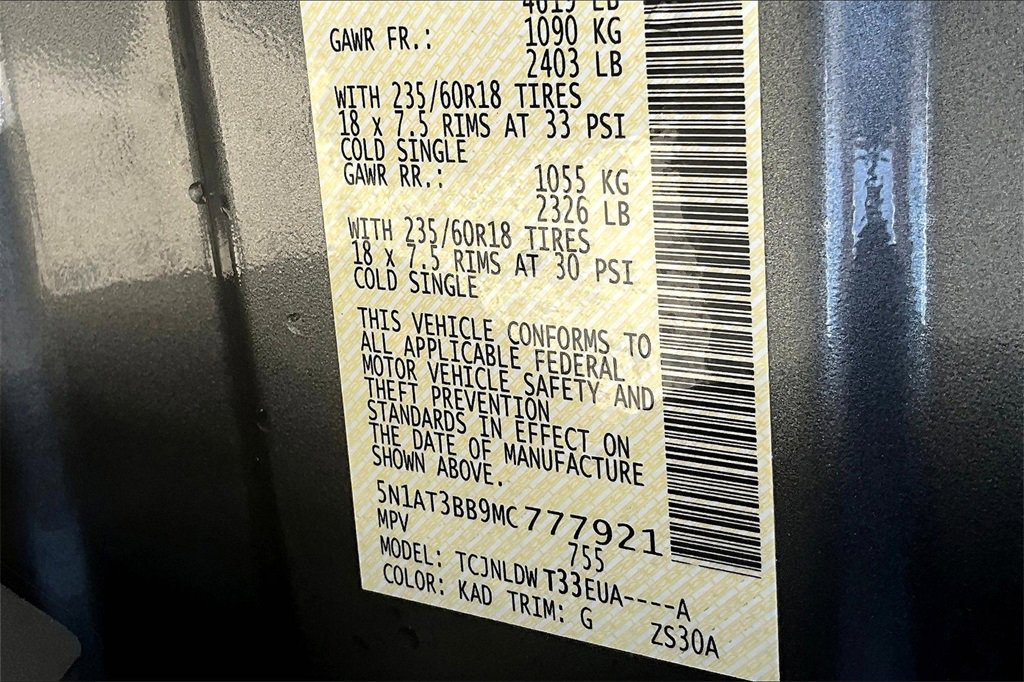 4619 LB
GAWR FR.: 1090 KG
2403 LB
WITH 235/60R18 TIRES
18 x 7.5 RIMS AT 33 PSI
COLD SINGLE
GAWR RR.: 1055 KG
2326 LB
WITH 235/60R18 TIRES
18 x 7.5 RIMS AT 30 PSI
COLD SINGLE
THIS VEHICLE CONFORMS TO
ALL APPLICABLE FEDERAL
MOTOR VEHICLE SAFETY AND
THEFT PREVENTION
STANDARDS IN EFFECT ON
THE DATE OF MANUFACTURE
SHOWN ABOVE.
5N1AT3BB9MC777921
MPV 755
MODEL: TCJNLDWT33EUA----A
COLOR: KAD TRIM: G ZS30A